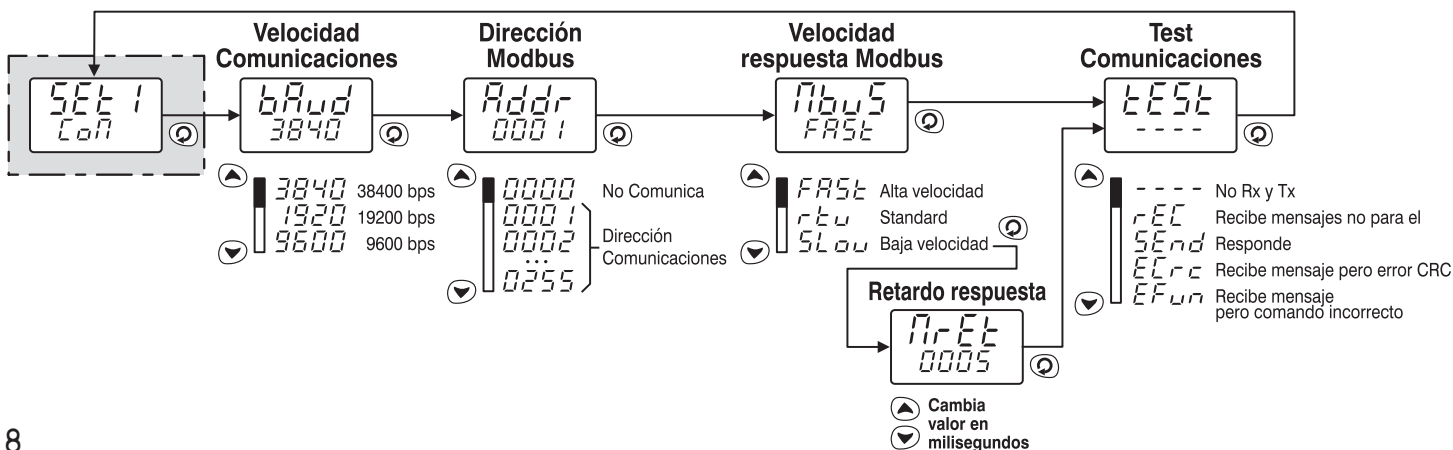 SEt 1
Con
Velocidad
Comunicaciones
bAud
3840
3840 38400 bps
1920 19200 bps
9600 9600 bps
Dirección
Modbus
Addr
0001
0000 No Comunica
0001
0002
...
0255
Dirección
Comunicaciones
Velocidad
respuesta Modbus
MbuS
FASt
FASt Alta velocidad
rtu Standard
SLou Baja velocidad
Retardo respuesta
MrEt
0005
Cambia
valor en
milisegundos
Test
Comunicaciones
tESt
- - - -
- - - - No Rx y Tx
rEC Recibe mensajes no para el
SEnd Responde
ECrc Recibe mensaje pero error CRC
EFun Recibe mensaje
pero comando incorrecto
8